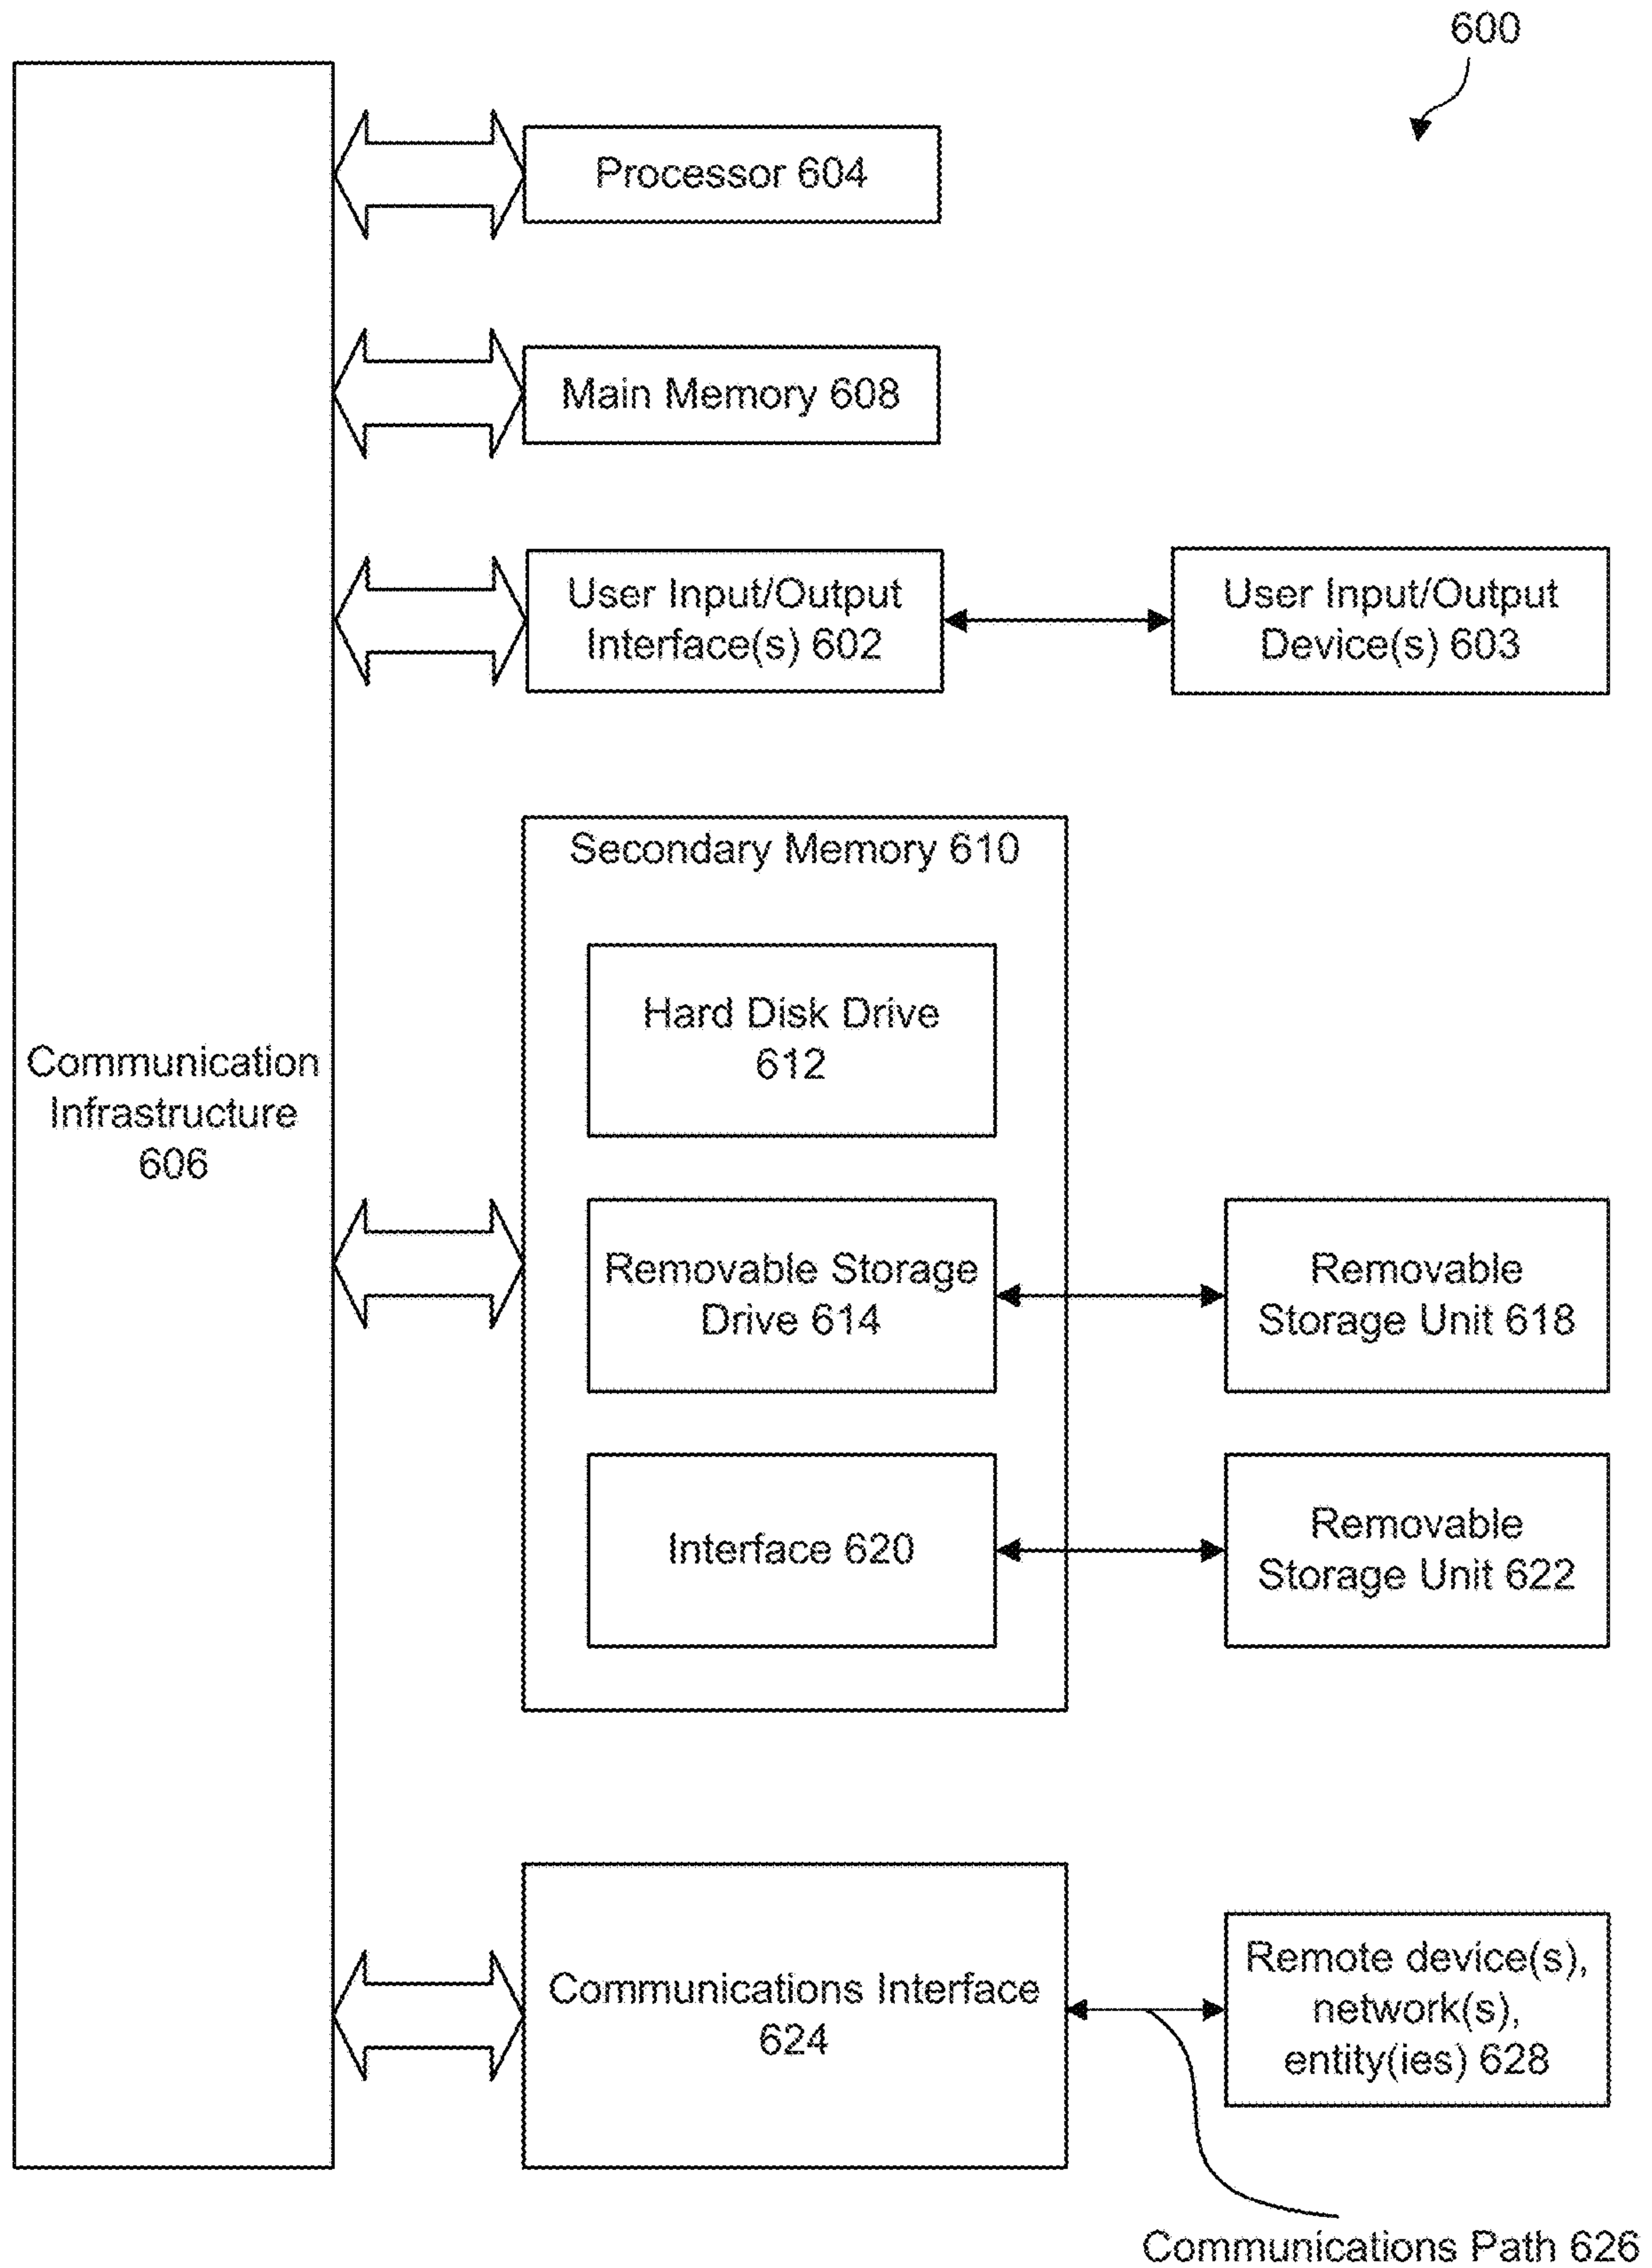 600
Processor 604
Main Memory 608
User Input/Output
Interface(s) 602
User Input/Output
Device(s) 603
Secondary Memory 610
Hard Disk Drive
612
Communication
Infrastructure
606
Removable Storage
Drive 614
Removable
Storage Unit 618
Interface 620
Removable
Storage Unit 622
Communications Interface
624
Remote device(s),
network(s),
entity(ies) 628
Communications Path 626